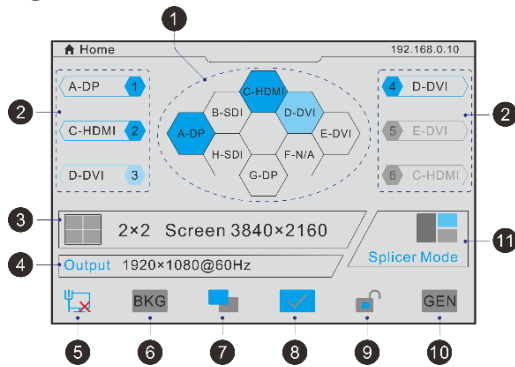 1
Home 192.168.0.10
A-DP 1
C-HDMI 2
D-DVI 3
2
C-HDMI
B-SDI D-DVI
A-DP E-DVI
H-SDI F-N/A
G-DP
4 D-DVI
5 E-DVI
6 C-HDMI
2
3
2×2 Screen 3840×2160
4
Output 1920×1080@60Hz
Splicer Mode
11
BKG GEN
5 6 7 8 9 10